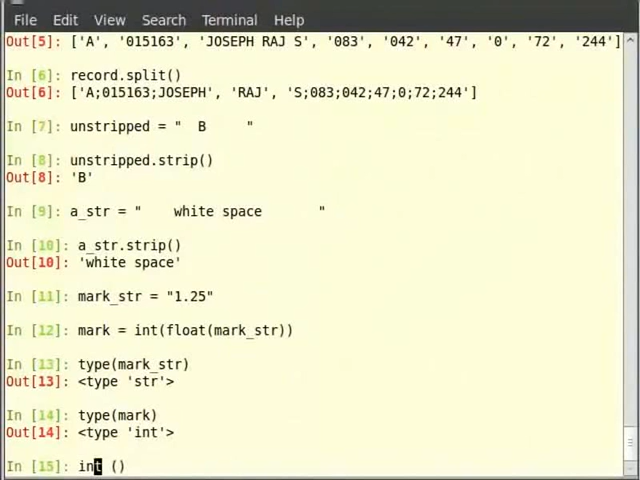 File Edit View Search Terminal Help
Out[5]: ['A', '015163', 'JOSEPH RAJ S', '083', '042', '47', '0', '72', '244']
In [6]: record.split()
Out[6]: ['A;015163;JOSEPH', 'RAJ', 'S;083;042;47;0;72;244']
In [7]: unstripped = "  B     "
In [8]: unstripped.strip()
Out[8]: 'B'
In [9]: a_str = "    white space       "
In [10]: a_str.strip()
Out[10]: 'white space'
In [11]: mark_str = "1.25"
In [12]: mark = int(float(mark_str))
In [13]: type(mark_str)
Out[13]: <type 'str'>
In [14]: type(mark)
Out[14]: <type 'int'>
In [15]: int ()